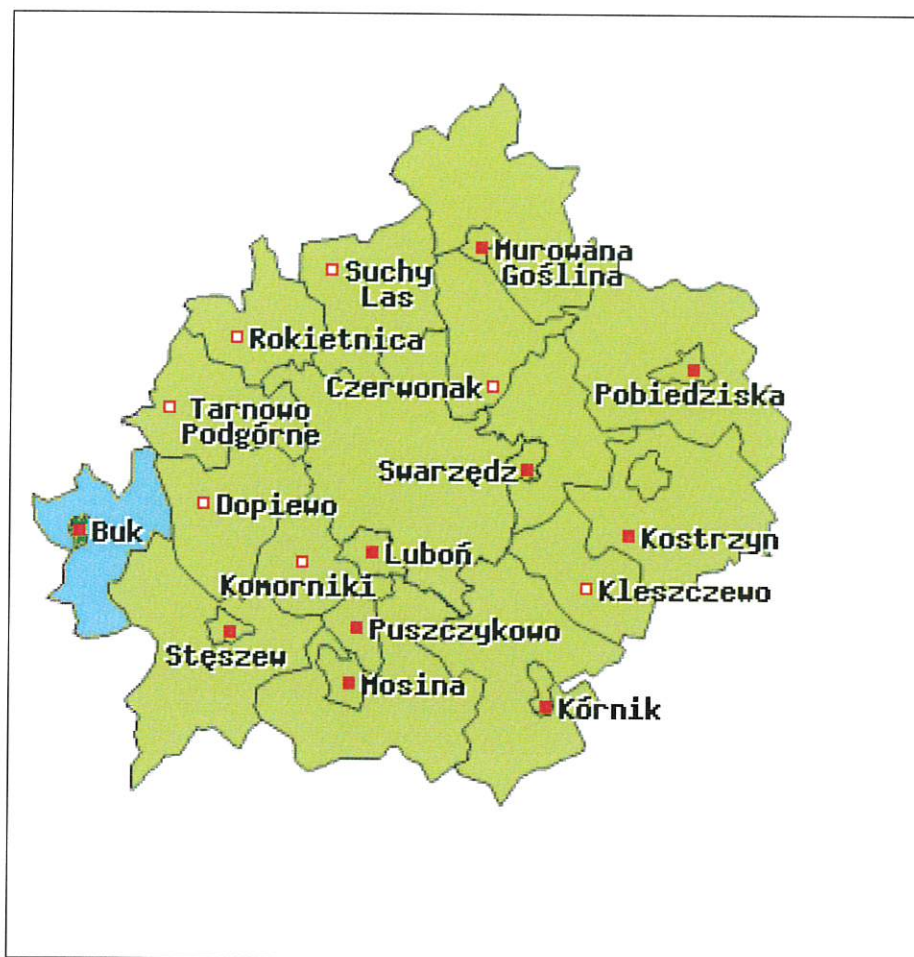 Murowana
Goślina
Suchy
Las
Rokietnica
Czerwonak
Pobiedziska
Tarnowo
Podgórne
Swarzędz
Dopiewo
Buk
Luboń
Kostrzyn
Komorniki
Kleszczewo
Puszczykowo
Stęszew
Mosina
Kórnik